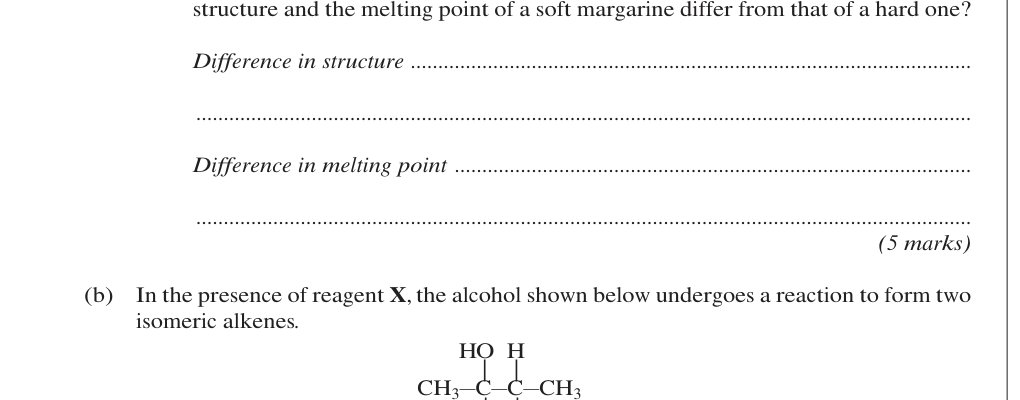 structure and the melting point of a soft margarine differ from that of a hard one?
Difference in structure ........................................................................................................
................................................................................................................................................
Difference in melting point ................................................................................................
................................................................................................................................................
(5 marks)
(b) In the presence of reagent X, the alcohol shown below undergoes a reaction to form two
isomeric alkenes.
HO H
CH₃–C–C–CH₃